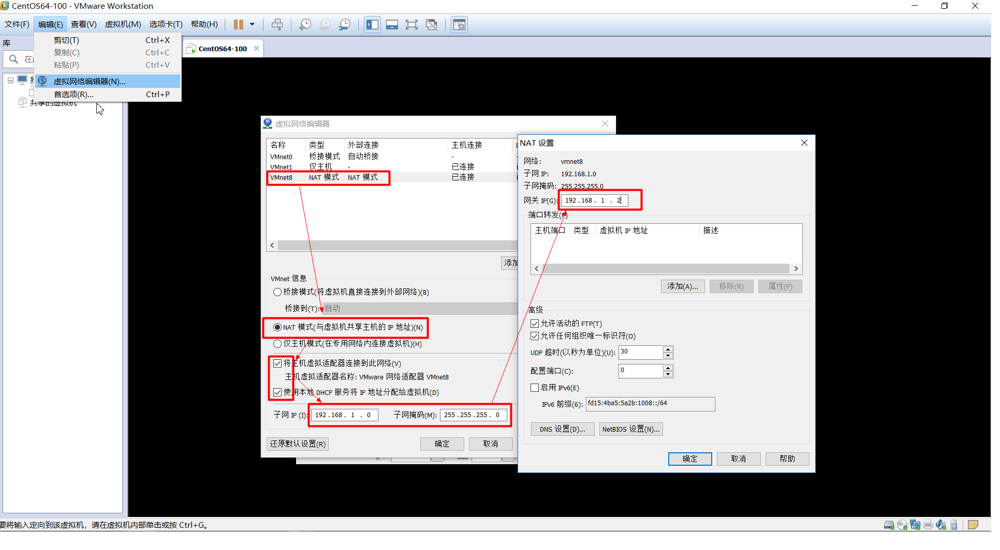 CentOS64-100 - VMware Workstation
文件(F) 编辑(E) 查看(V) 虚拟机(M) 选项卡(T) 帮助(H)
库
剪切(T) Ctrl+X
复制(C) Ctrl+C
粘贴(P) Ctrl+V
虚拟网络编辑器(N)...
首选项(R)... Ctrl+P
在
共享的虚拟机
CentOS64-100
虚拟网络编辑器
名称 类型 外部连接 主机连接
VMnet0 桥接模式 自动桥接 -
VMnet1 仅主机 - 已连接
VMnet8 NAT 模式 NAT 模式 已连接
添加
VMnet 信息
桥接模式(将虚拟机直接连接到外部网络)(B)
桥接到(T): 自动
NAT 模式(与虚拟机共享主机的 IP 地址)(N)
仅主机模式(在专用网络内连接虚拟机)(H)
将主机虚拟适配器连接到此网络(V)
主机虚拟适配器名称: VMware 网络适配器 VMnet8
使用本地 DHCP 服务将 IP 地址分配给虚拟机(D)
子网 IP (I): 192.168. 1 . 0 子网掩码(M): 255.255.255. 0
还原默认设置(R) 确定 取消
NAT 设置
网络: vmnet8
子网 IP: 192.168.1.0
子网掩码: 255.255.255.0
网关 IP(G): 192.168. 1 . 2
端口转发(F)
主机端口 类型 虚拟机 IP 地址 描述
添加(A)... 移除(R) 属性(P)
高级
允许活动的 FTP(T)
允许任何组织唯一标识符(O)
UDP 超时(以秒为单位)(U): 30
配置端口(C): 0
启用 IPv6(E)
IPv6 前缀(6): fd15:4ba5:5a2b:1008::/64
DNS 设置(D)... NetBIOS 设置(N)...
确定 取消 帮助
要将输入定向到该虚拟机，请在虚拟机内部单击或按 Ctrl+G。